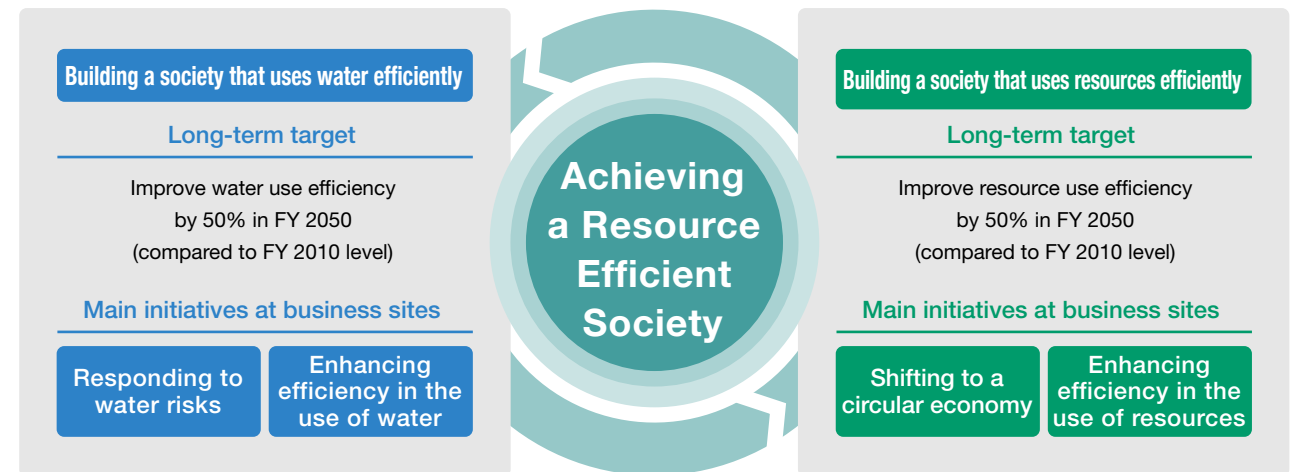 Building a society that uses water efficiently
Long-term target
Improve water use efficiency
by 50% in FY 2050
(compared to FY 2010 level)
Main initiatives at business sites
Responding to
water risks
Enhancing
efficiency in the
use of water
Achieving
a Resource
Efficient
Society
Building a society that uses resources efficiently
Long-term target
Improve resource use efficiency
by 50% in FY 2050
(compared to FY 2010 level)
Main initiatives at business sites
Shifting to a
circular economy
Enhancing
efficiency in the
use of resources